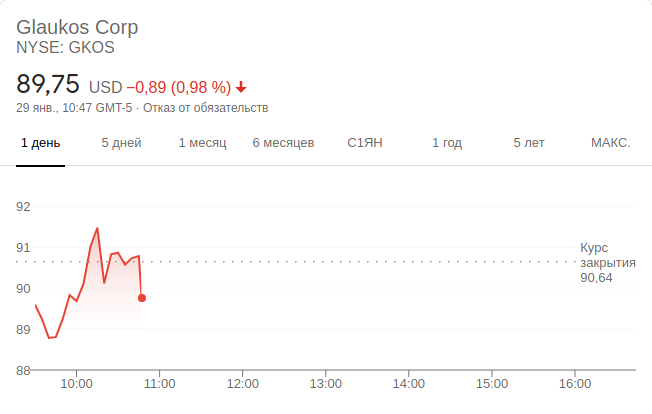 Glaukos Corp
NYSE: GKOS
89,75 USD −0,89 (0,98 %)
29 янв., 10:47 GMT-5 · Отказ от обязательств
1 день 5 дней 1 месяц 6 месяцев С1ЯН 1 год 5 лет МАКС.
92
91
90
89
88
Курс
закрытия
90,64
10:00 11:00 12:00 13:00 14:00 15:00 16:00